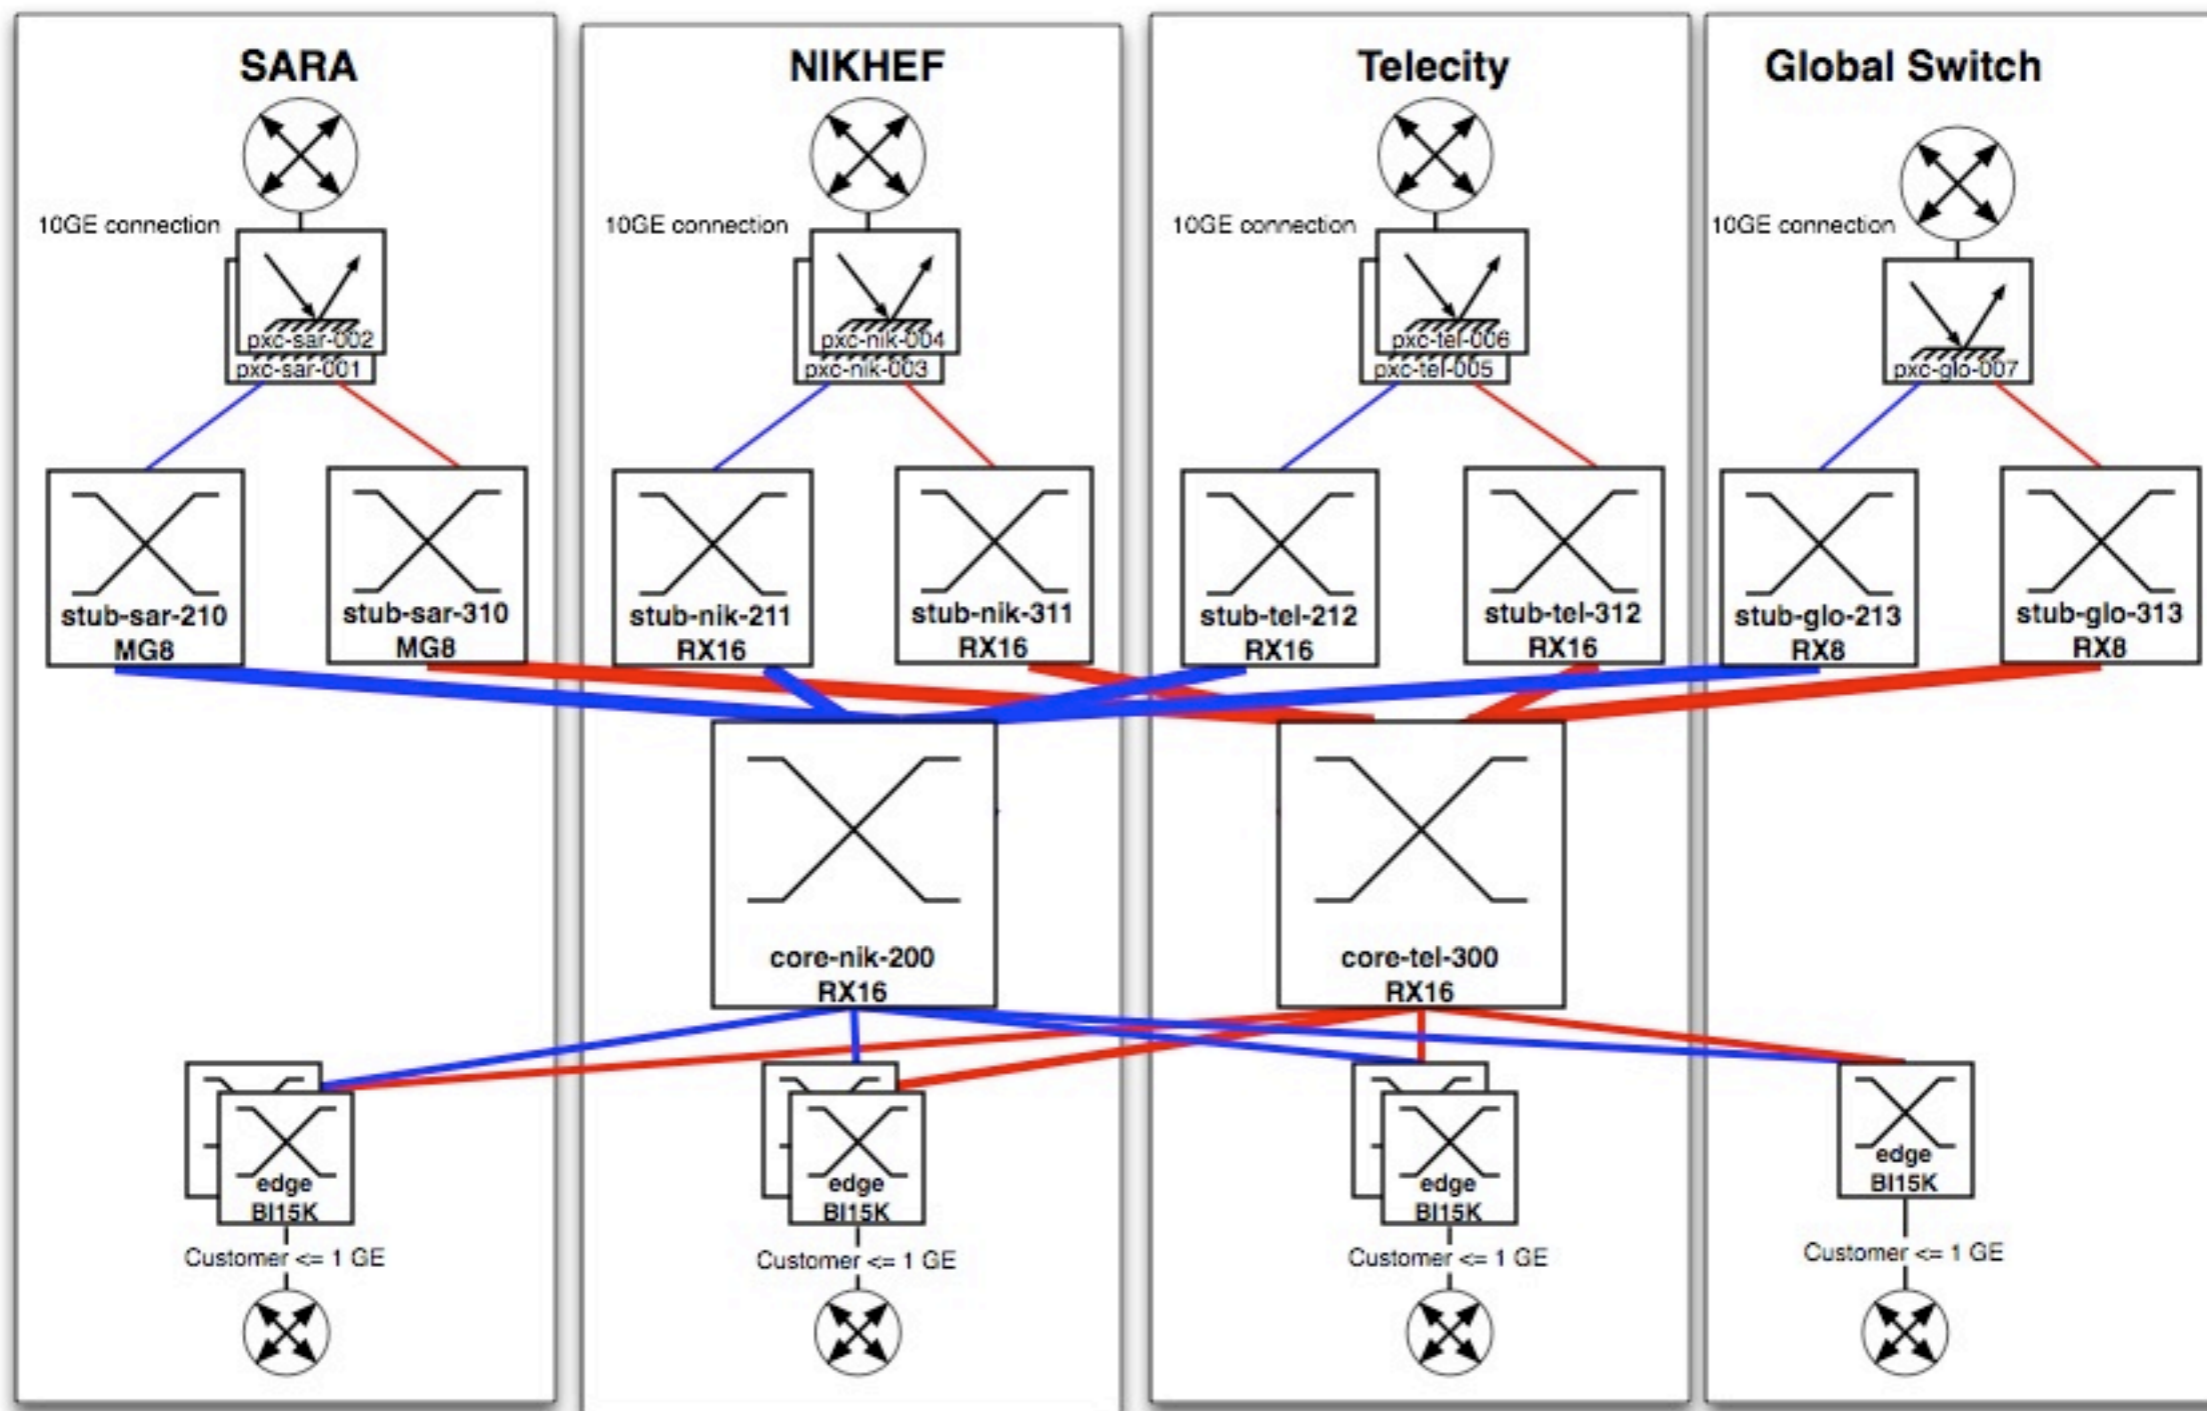 SARA
NIKHEF
Telecity
Global Switch
10GE connection
10GE connection
10GE connection
10GE connection
pxc-sar-002
pxc-sar-001
pxc-nik-004
pxc-nik-003
pxc-tel-006
pxc-tel-005
pxc-glo-007
stub-sar-210
MG8
stub-sar-310
MG8
stub-nik-211
RX16
stub-nik-311
RX16
stub-tel-212
RX16
stub-tel-312
RX16
stub-glo-213
RX8
stub-glo-313
RX8
core-nik-200
RX16
core-tel-300
RX16
edge
BI15K
edge
BI15K
edge
BI15K
edge
BI15K
Customer <= 1 GE
Customer <= 1 GE
Customer <= 1 GE
Customer <= 1 GE